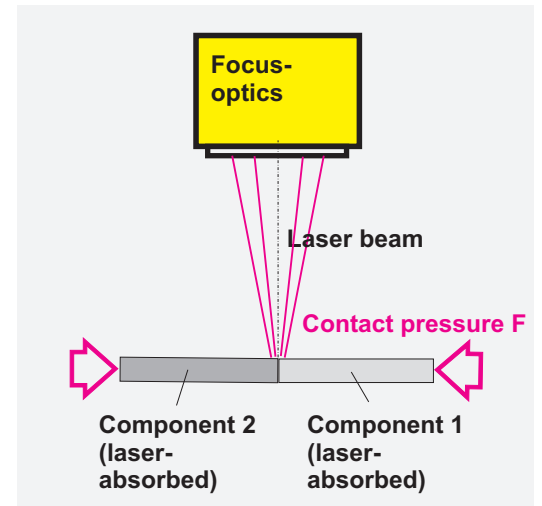 Focus-
optics
Laser beam
Contact pressure F
Component 2
(laser-
absorbed)
Component 1
(laser-
absorbed)